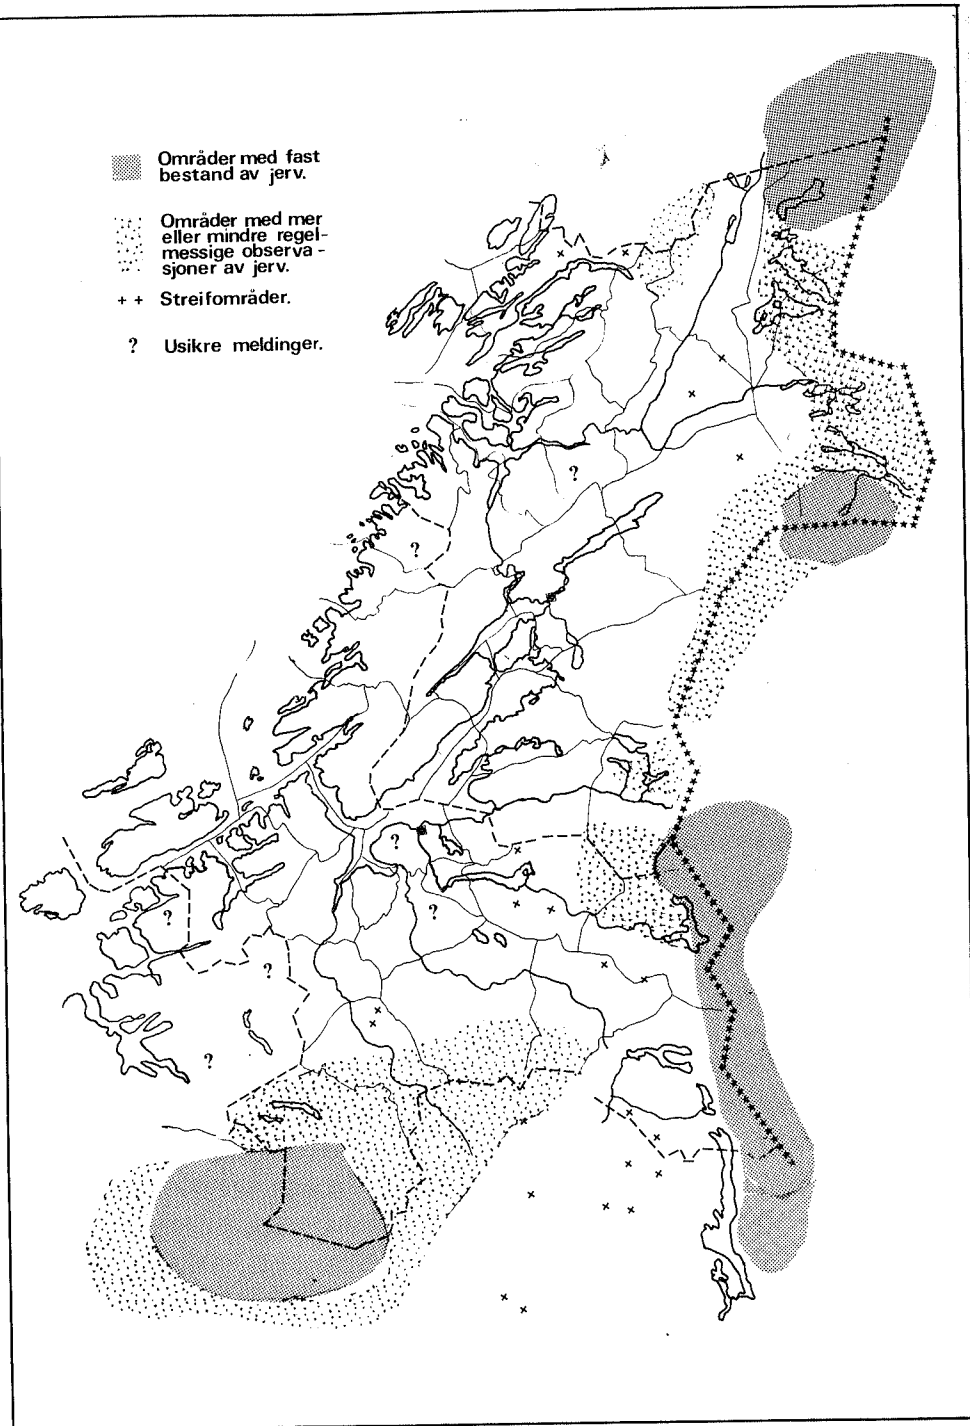 Områder med fast
bestand av jerv.
Områder med mer
eller mindre regel-
messige observa-
sjoner av jerv.
+ + Streifområder.
? Usikre meldinger.
?
?
?
?
?
?
?